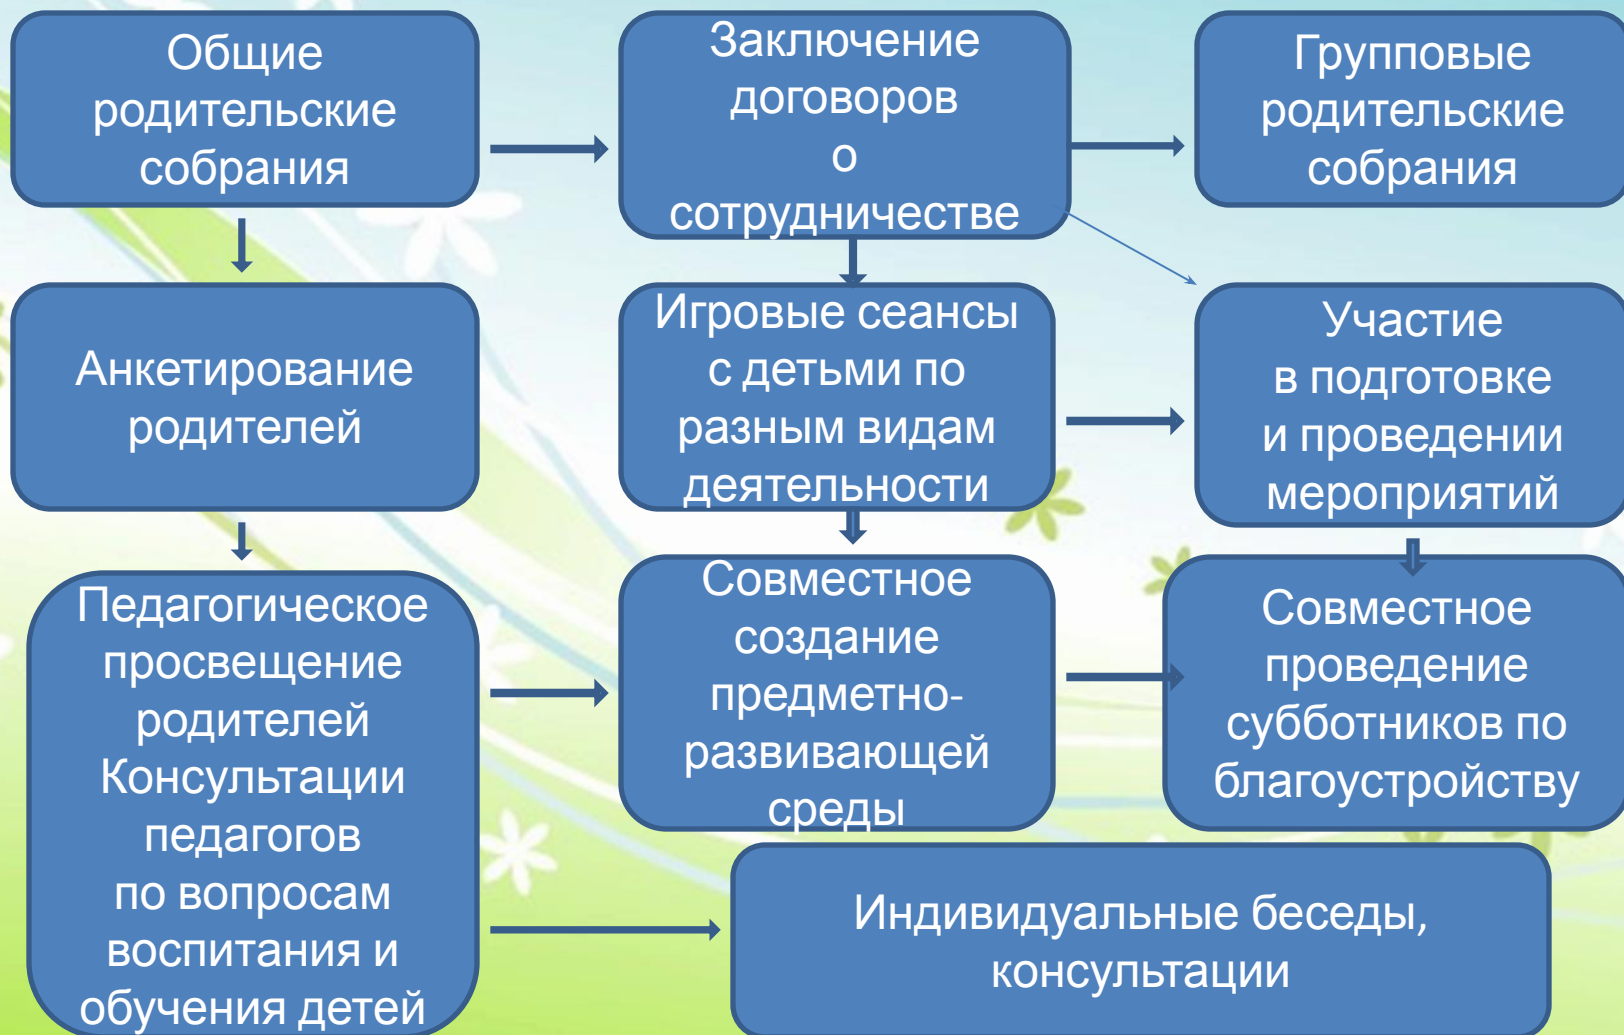 Общие
родительские
собрания
Заключение
договоров
о
сотрудничестве
Групповые
родительские
собрания
Анкетирование
родителей
Игровые сеансы
с детьми по
разным видам
деятельности
Участие
в подготовке
и проведении
мероприятий
Педагогическое
просвещение
родителей
Консультации
педагогов
по вопросам
воспитания и
обучения детей
Совместное
создание
предметно-
развивающей
среды
Совместное
проведение
субботников по
благоустройству
Индивидуальные беседы,
консультации